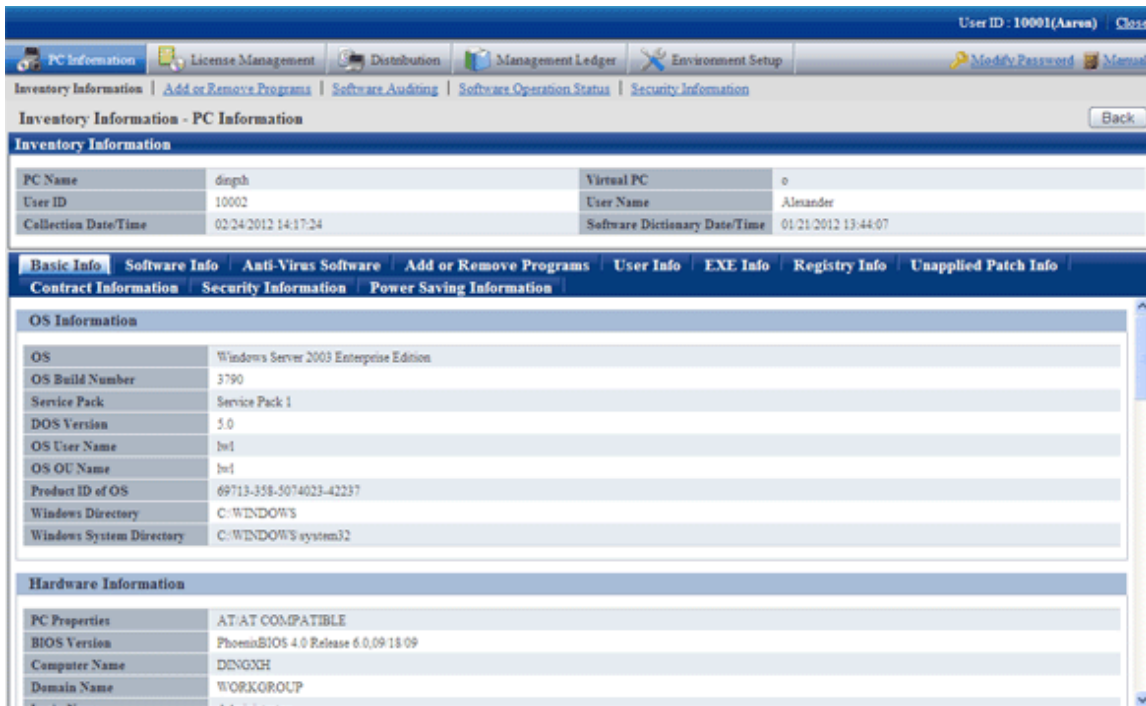 User ID : 10001(Aaron) Close
PC Information License Management Distribution Management Ledger Environment Setup Modify Password Manual
Inventory Information | Add or Remove Programs | Software Auditing | Software Operation Status | Security Information
Inventory Information - PC Information Back
Inventory Information
PC Name dingxh Virtual PC o
User ID 10002 User Name Alexander
Collection Date/Time 02/24/2012 14:17:24 Software Dictionary Date/Time 01/21/2012 13:44:07
Basic Info Software Info Anti-Virus Software Add or Remove Programs User Info EXE Info Registry Info Unapplied Patch Info
Contract Information Security Information Power Saving Information
OS Information
OS Windows Server 2003 Enterprise Edition
OS Build Number 3790
Service Pack Service Pack 1
DOS Version 5.0
OS User Name
OS OU Name
Product ID of OS 69713-358-5074023-42237
Windows Directory C:\WINDOWS
Windows System Directory C:\WINDOWS\system32
Hardware Information
PC Properties AT/AT COMPATIBLE
BIOS Version PhoenixBIOS 4.0 Release 6.0,09/18/09
Computer Name DINGXH
Domain Name WORKGROUP